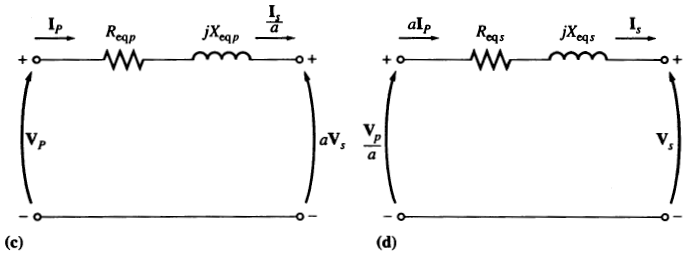 I_P R_eqp jX_eqp I_s/a
+ +
V_P aV_s
− −
(c)
aI_P R_eqs jX_eqs I_s
+ +
V_p/a V_s
− −
(d)